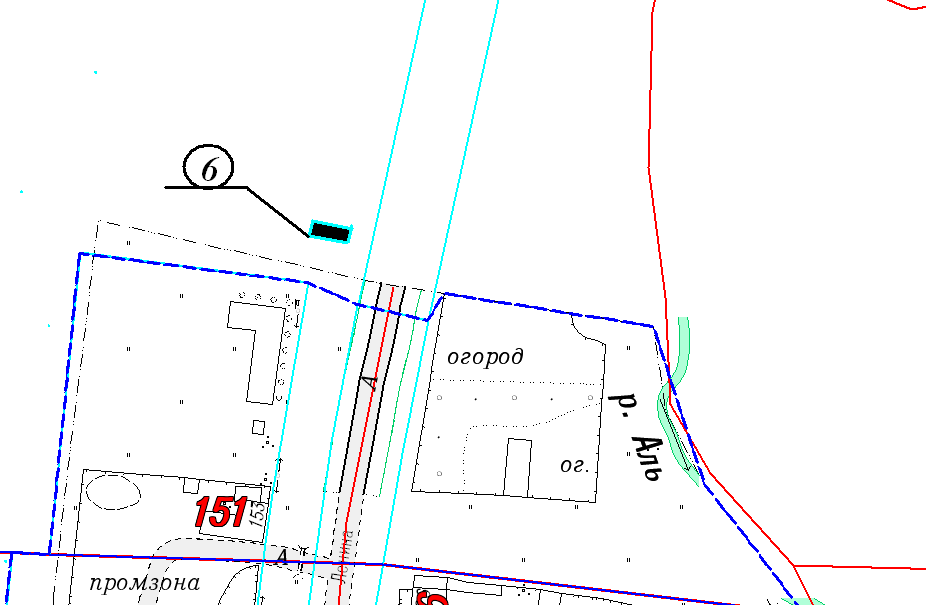 6
А
огород
р. Аль
ог.
151
153
А
Ленина
промзона